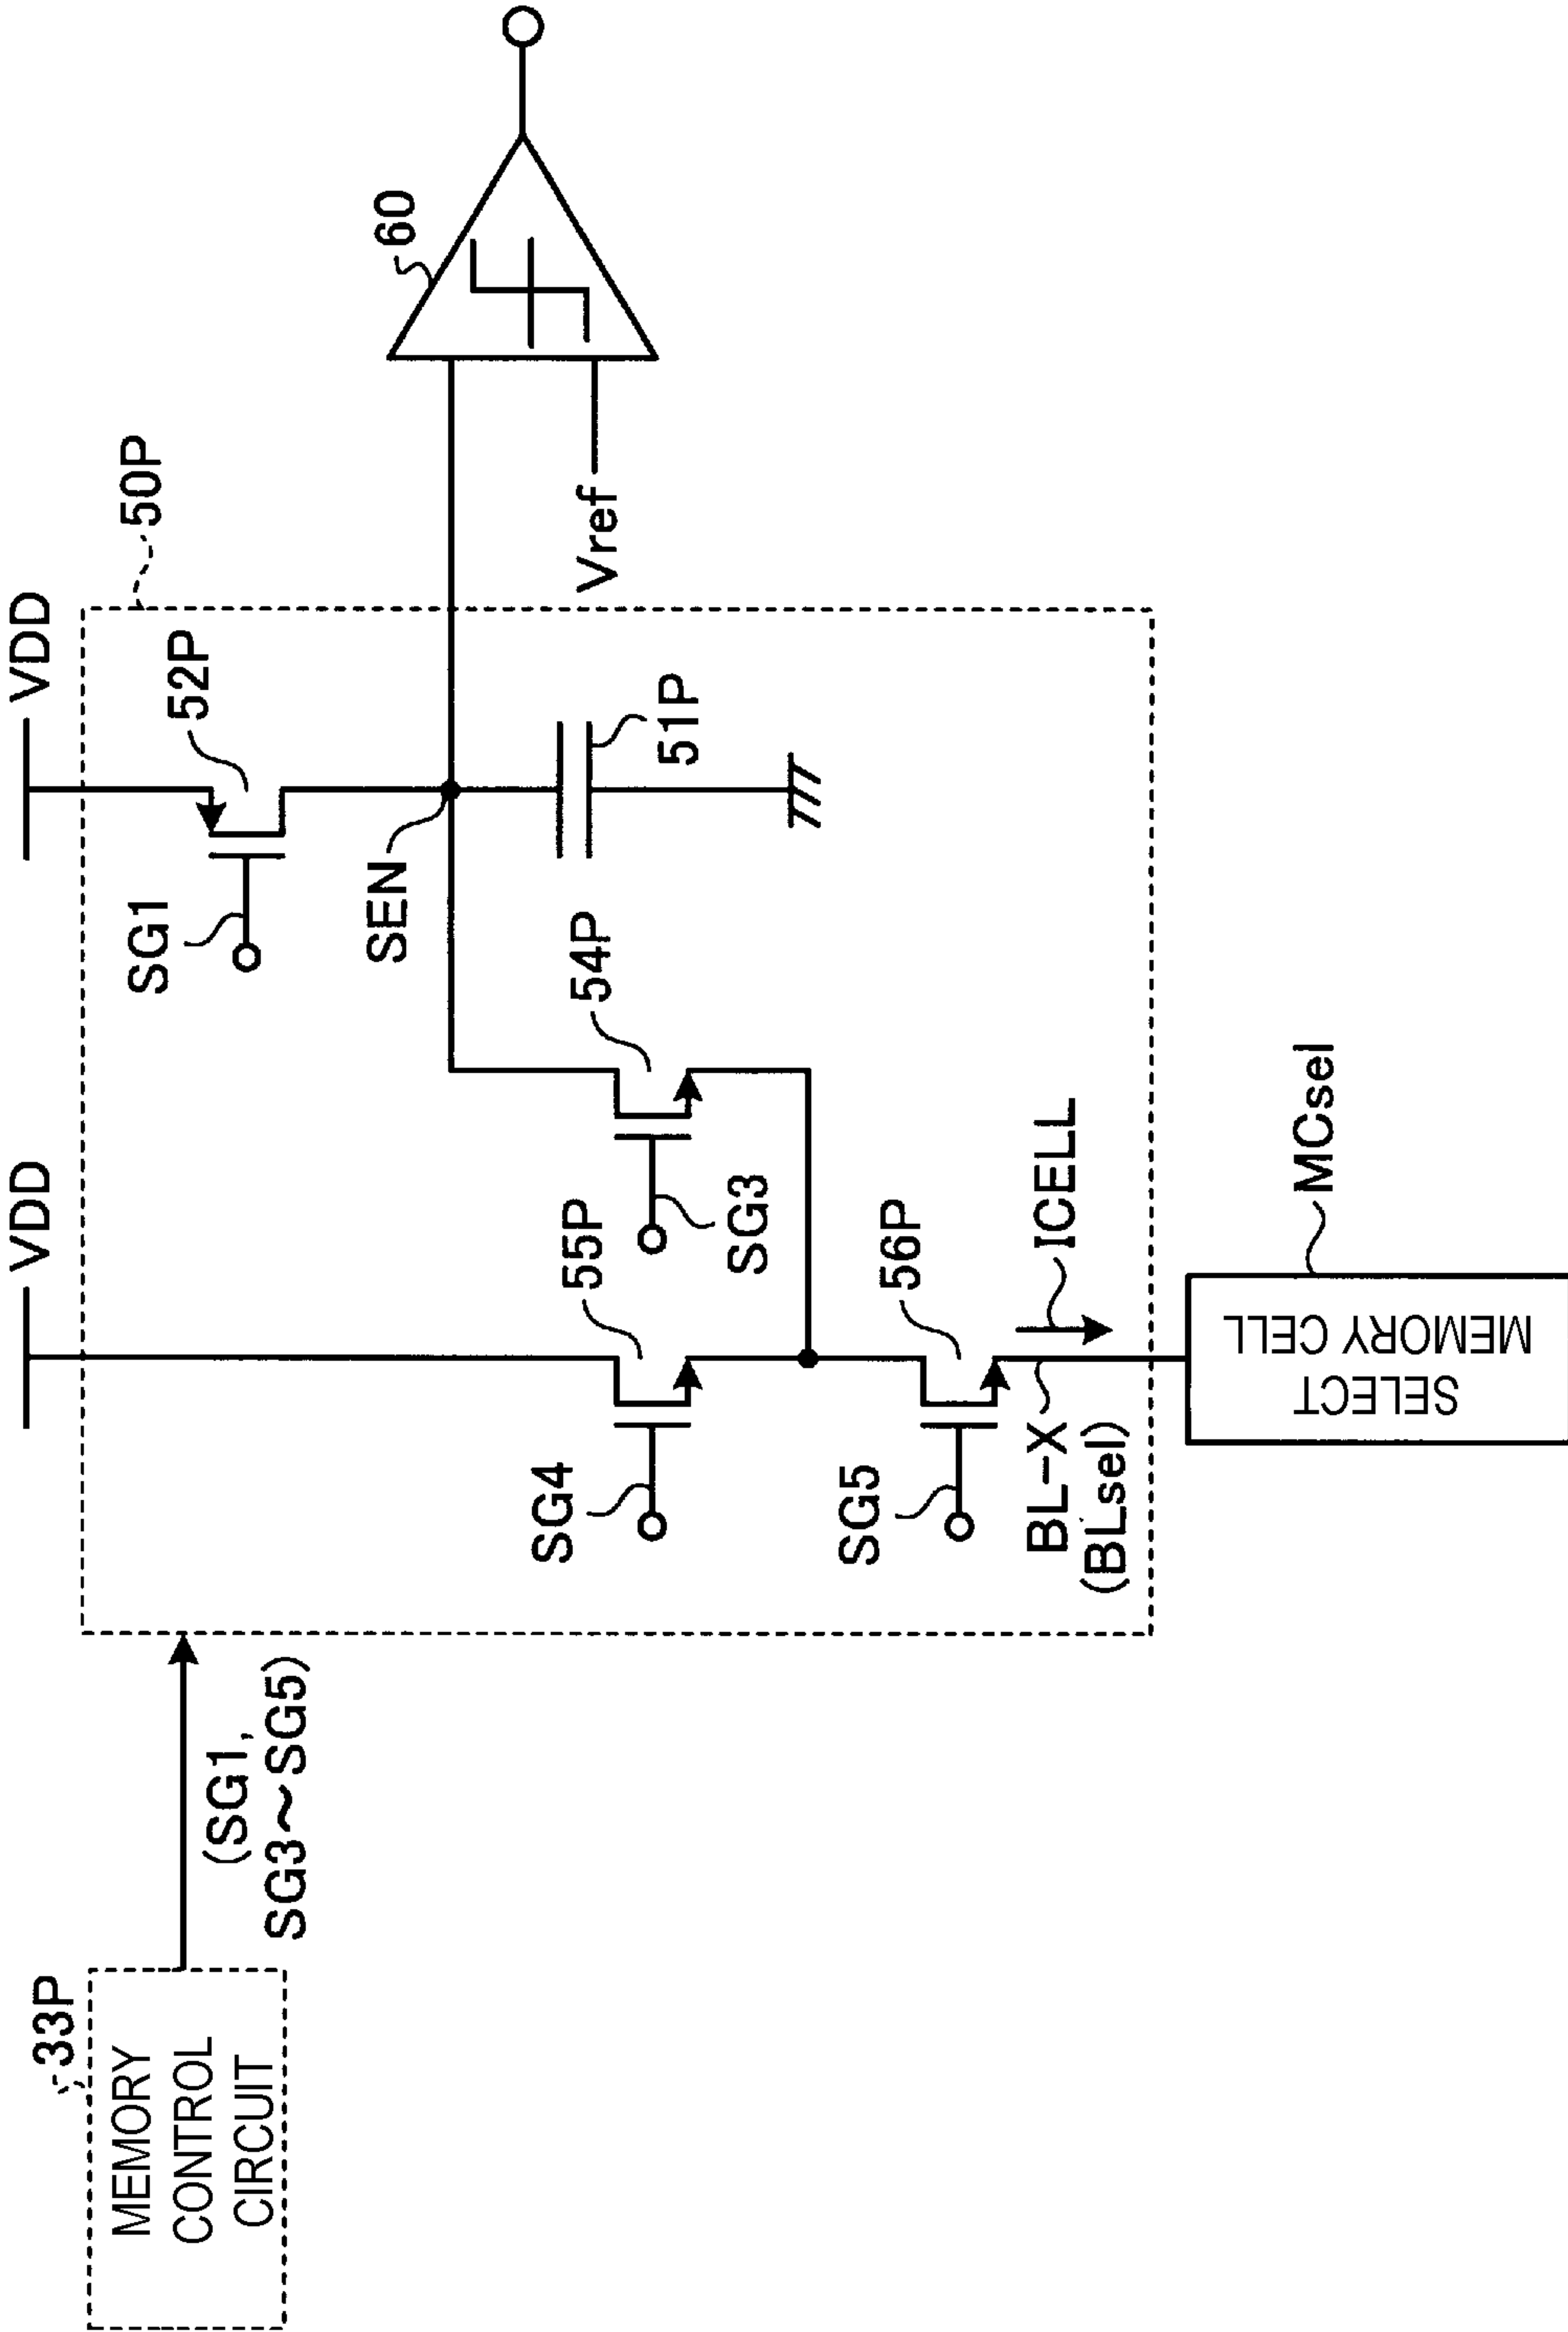 33P
MEMORY
CONTROL
CIRCUIT
(SG1,
SG3~SG5)
VDD
VDD
50P
SG1
52P
SEN
60
Vref
51P
SG4
55P
SG3
54P
SG5
56P
BL-X
(BLsel)
ICELL
SELECT
MEMORY CELL
MCsel